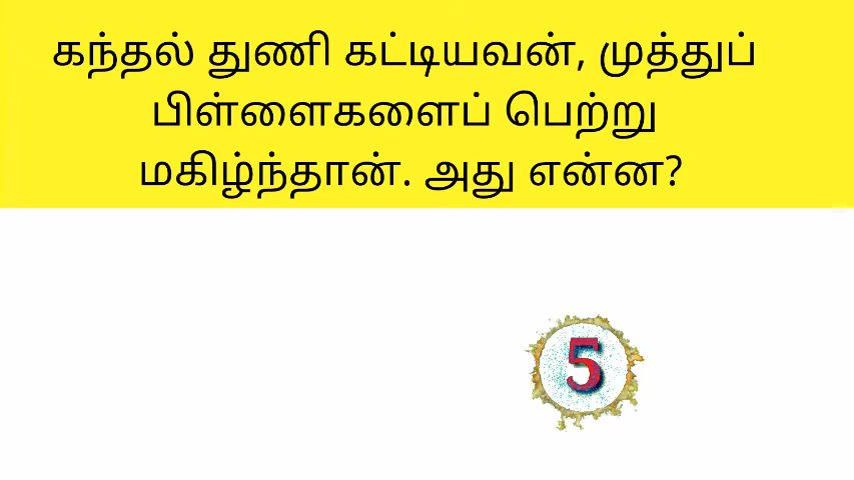 கந்தல் துணி கட்டியவன், முத்துப்
பிள்ளைகளைப் பெற்று
மகிழ்ந்தான். அது என்ன?
5